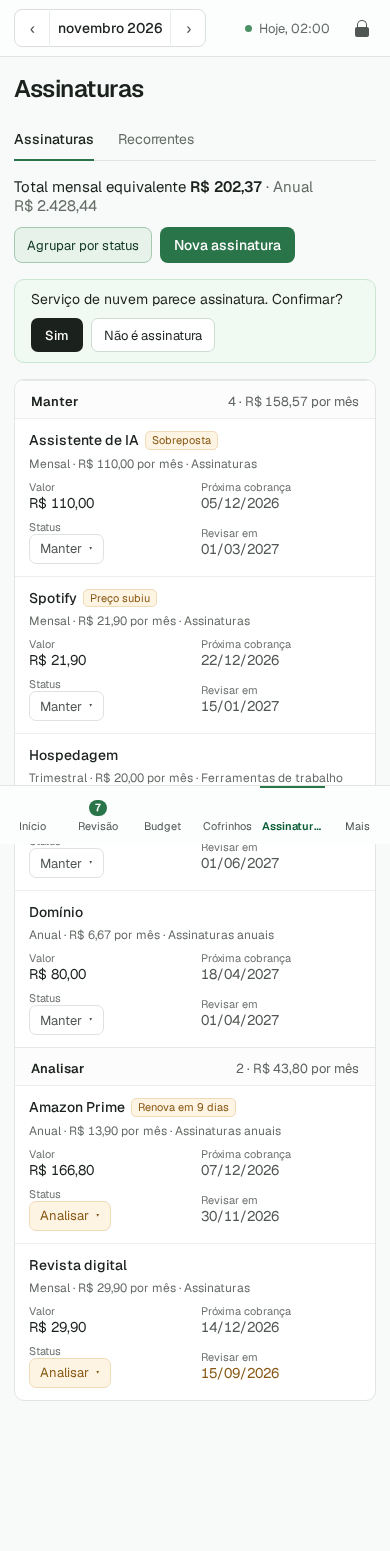 ‹ novembro 2026 › Hoje, 02:00
Assinaturas
Assinaturas Recorrentes
Total mensal equivalente R$ 202,37 · Anual
R$ 2.428,44
Agrupar por status Nova assinatura
Serviço de nuvem parece assinatura. Confirmar?
Sim Não é assinatura
Manter 4 · R$ 158,57 por mês
Assistente de IA Sobreposta
Mensal · R$ 110,00 por mês · Assinaturas
Valor Próxima cobrança
R$ 110,00 05/12/2026
Status Revisar em
Manter 01/03/2027
Spotify Preço subiu
Mensal · R$ 21,90 por mês · Assinaturas
Valor Próxima cobrança
R$ 21,90 22/12/2026
Status Revisar em
Manter 15/01/2027
Hospedagem
Trimestral · R$ 20,00 por mês · Ferramentas de trabalho
7
Início Revisão Budget Cofrinhos Assinatur... Mais
Revisar em
Manter 01/06/2027
Domínio
Anual · R$ 6,67 por mês · Assinaturas anuais
Valor Próxima cobrança
R$ 80,00 18/04/2027
Status Revisar em
Manter 01/04/2027
Analisar 2 · R$ 43,80 por mês
Amazon Prime Renova em 9 dias
Anual · R$ 13,90 por mês · Assinaturas anuais
Valor Próxima cobrança
R$ 166,80 07/12/2026
Status Revisar em
Analisar 30/11/2026
Revista digital
Mensal · R$ 29,90 por mês · Assinaturas
Valor Próxima cobrança
R$ 29,90 14/12/2026
Status Revisar em
Analisar 15/09/2026